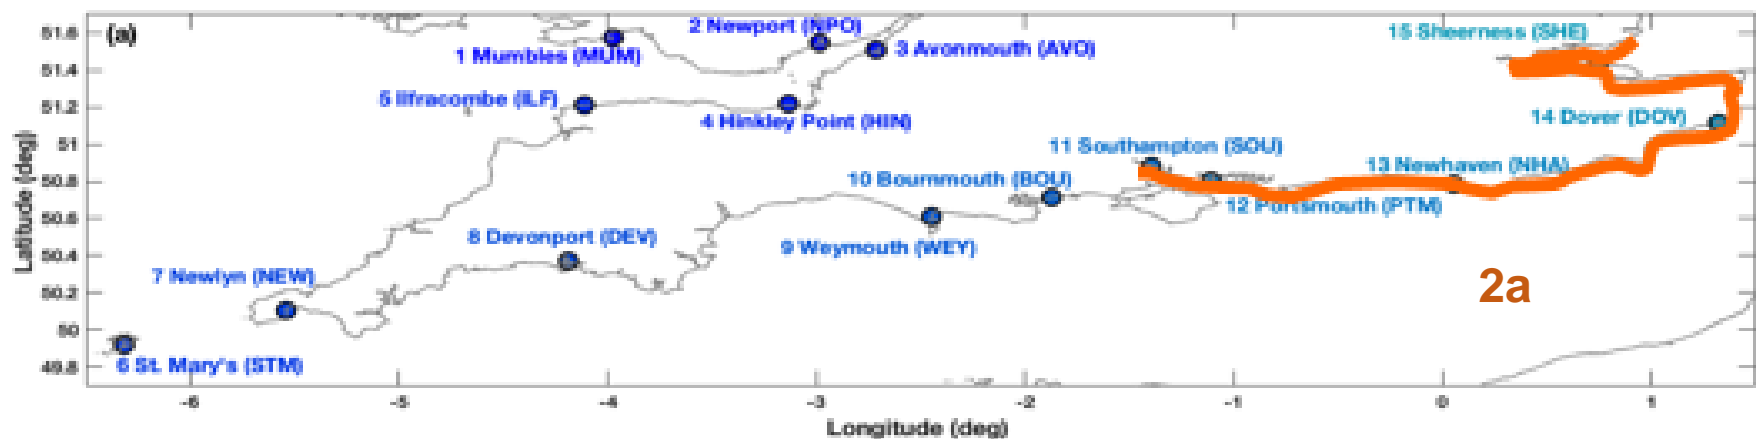 (a)
2 Newport (NPO)
1 Mumbles (MUM)
3 Avonmouth (AVO)
15 Sheerness (SHE)
5 Ilfracombe (ILF)
4 Hinkley Point (HIN)
14 Dover (DOV)
11 Southampton (SOU)
13 Newhaven (NHA)
10 Bournmouth (BOU)
12 Portsmouth (PTM)
8 Devonport (DEV)
9 Weymouth (WEY)
7 Newlyn (NEW)
2a
6 St. Mary's (STM)
Latitude (deg)
51.6
51.4
51.2
51
50.8
50.6
50.4
50.2
50
49.8
-6 -5 -4 -3 -2 -1 0 1
Longitude (deg)